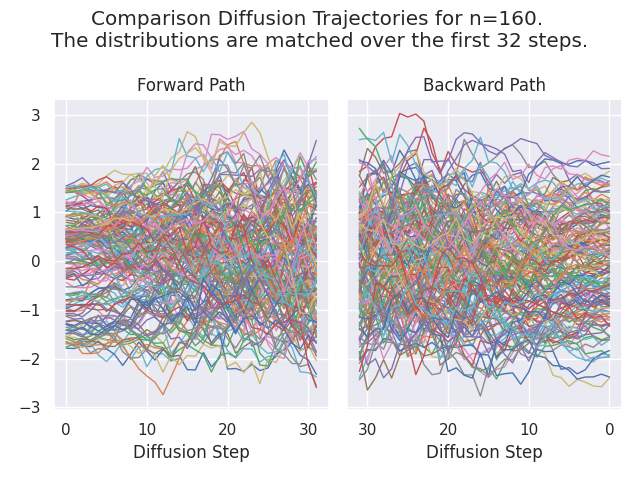 Comparison Diffusion Trajectories for n=160.
The distributions are matched over the first 32 steps.
Forward Path
Backward Path
3
2
1
0
−1
−2
−3
0 10 20 30
30 20 10 0
Diffusion Step
Diffusion Step